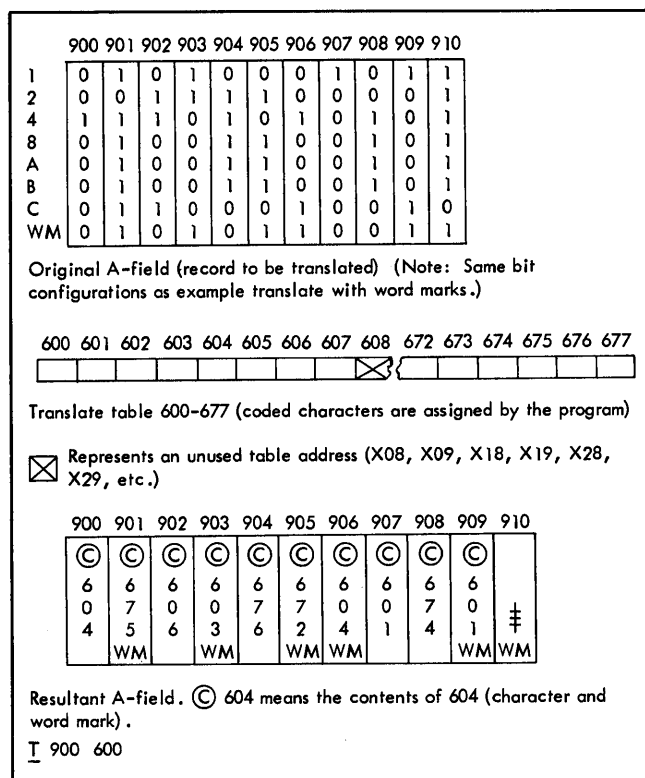 900 901 902 903 904 905 906 907 908 909 910
1 0 1 0 1 0 0 0 1 0 1 1
2 0 0 1 1 1 1 0 0 0 0 1
4 1 1 1 0 1 0 1 0 1 0 1
8 0 1 0 0 1 1 0 0 1 0 1
A 0 1 0 0 1 1 0 0 1 0 1
B 0 1 0 0 1 1 0 0 1 0 1
C 0 1 1 0 0 0 1 0 0 1 0
WM 0 1 0 1 0 1 1 0 0 1 1
Original A-field (record to be translated) (Note: Same bit
configurations as example translate with word marks.)
600 601 602 603 604 605 606 607 608 672 673 674 675 676 677
Translate table 600-677 (coded characters are assigned by the program)
Represents an unused table address (X08, X09, X18, X19, X28,
X29, etc.)
900 901 902 903 904 905 906 907 908 909 910
Ⓒ Ⓒ Ⓒ Ⓒ Ⓒ Ⓒ Ⓒ Ⓒ Ⓒ Ⓒ
6 6 6 6 6 6 6 6 6 6
0 7 0 0 7 7 0 0 7 0
4 5 6 3 6 2 4 1 4 1 ⧧
WM WM WM WM WM WM
Resultant A-field. Ⓒ 604 means the contents of 604 (character and
word mark).
T 900 600